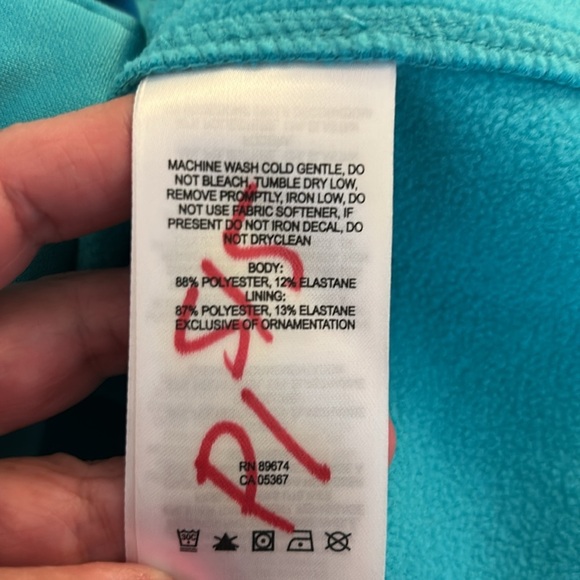 MACHINE WASH COLD GENTLE, DO
NOT BLEACH, TUMBLE DRY LOW,
REMOVE PROMPTLY, IRON LOW, DO
NOT USE FABRIC SOFTENER, IF
PRESENT DO NOT IRON DECAL, DO
NOT DRYCLEAN
BODY:
88% POLYESTER, 12% ELASTANE
LINING:
87% POLYESTER, 13% ELASTANE
EXCLUSIVE OF ORNAMENTATION
RN 89674
CA 05367
30C